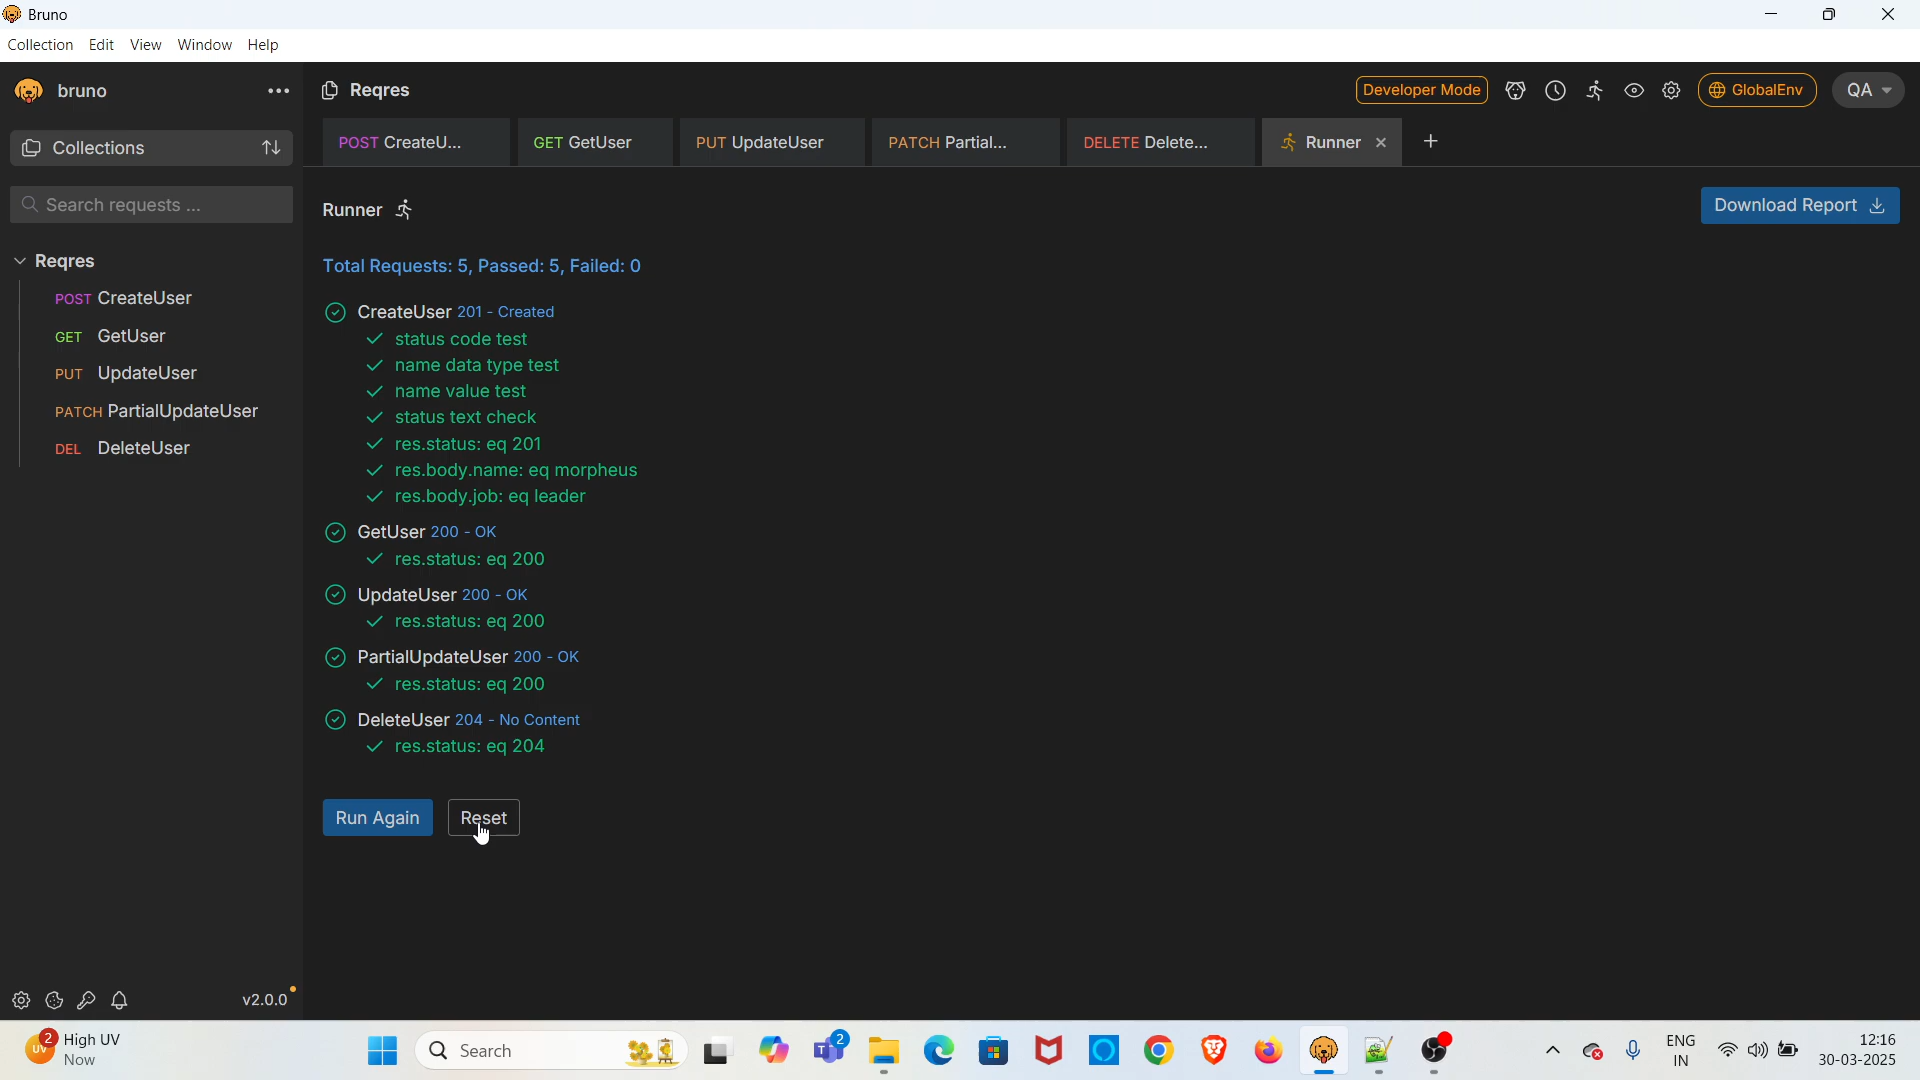 Bruno
Collection Edit View Window Help
bruno
Reqres
Developer Mode
GlobalEnv
QA
Collections
POST CreateU...
GET GetUser
PUT UpdateUser
PATCH Partial...
DELETE Delete...
Runner
Search requests ...
Runner
Download Report
Reqres
Total Requests: 5, Passed: 5, Failed: 0
POST CreateUser
GET GetUser
PUT UpdateUser
PATCH PartialUpdateUser
DEL DeleteUser
CreateUser 201 - Created
status code test
name data type test
name value test
status text check
res.status: eq 201
res.body.name: eq morpheus
res.body.job: eq leader
GetUser 200 - OK
res.status: eq 200
UpdateUser 200 - OK
res.status: eq 200
PartialUpdateUser 200 - OK
res.status: eq 200
DeleteUser 204 - No Content
res.status: eq 204
Run Again
Reset
v2.0.0
UV
2
High UV
Now
Search
2
ENG
IN
12:16
30-03-2025